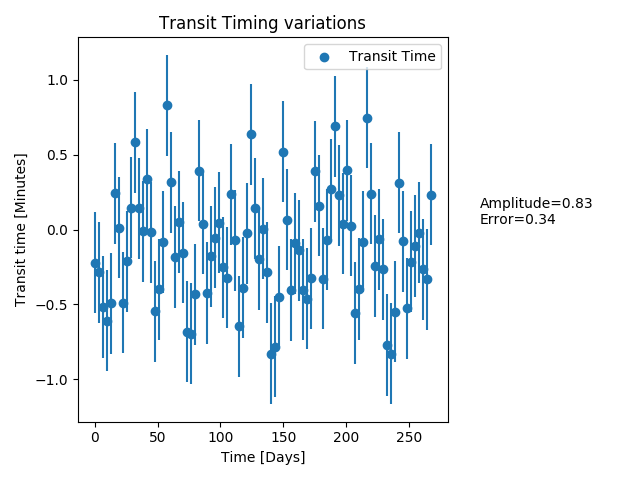 Transit Timing variations
Transit Time
1.0
0.5
0.0
−0.5
−1.0
Transit time [Minutes]
0 50 100 150 200 250
Time [Days]
Amplitude=0.83
Error=0.34